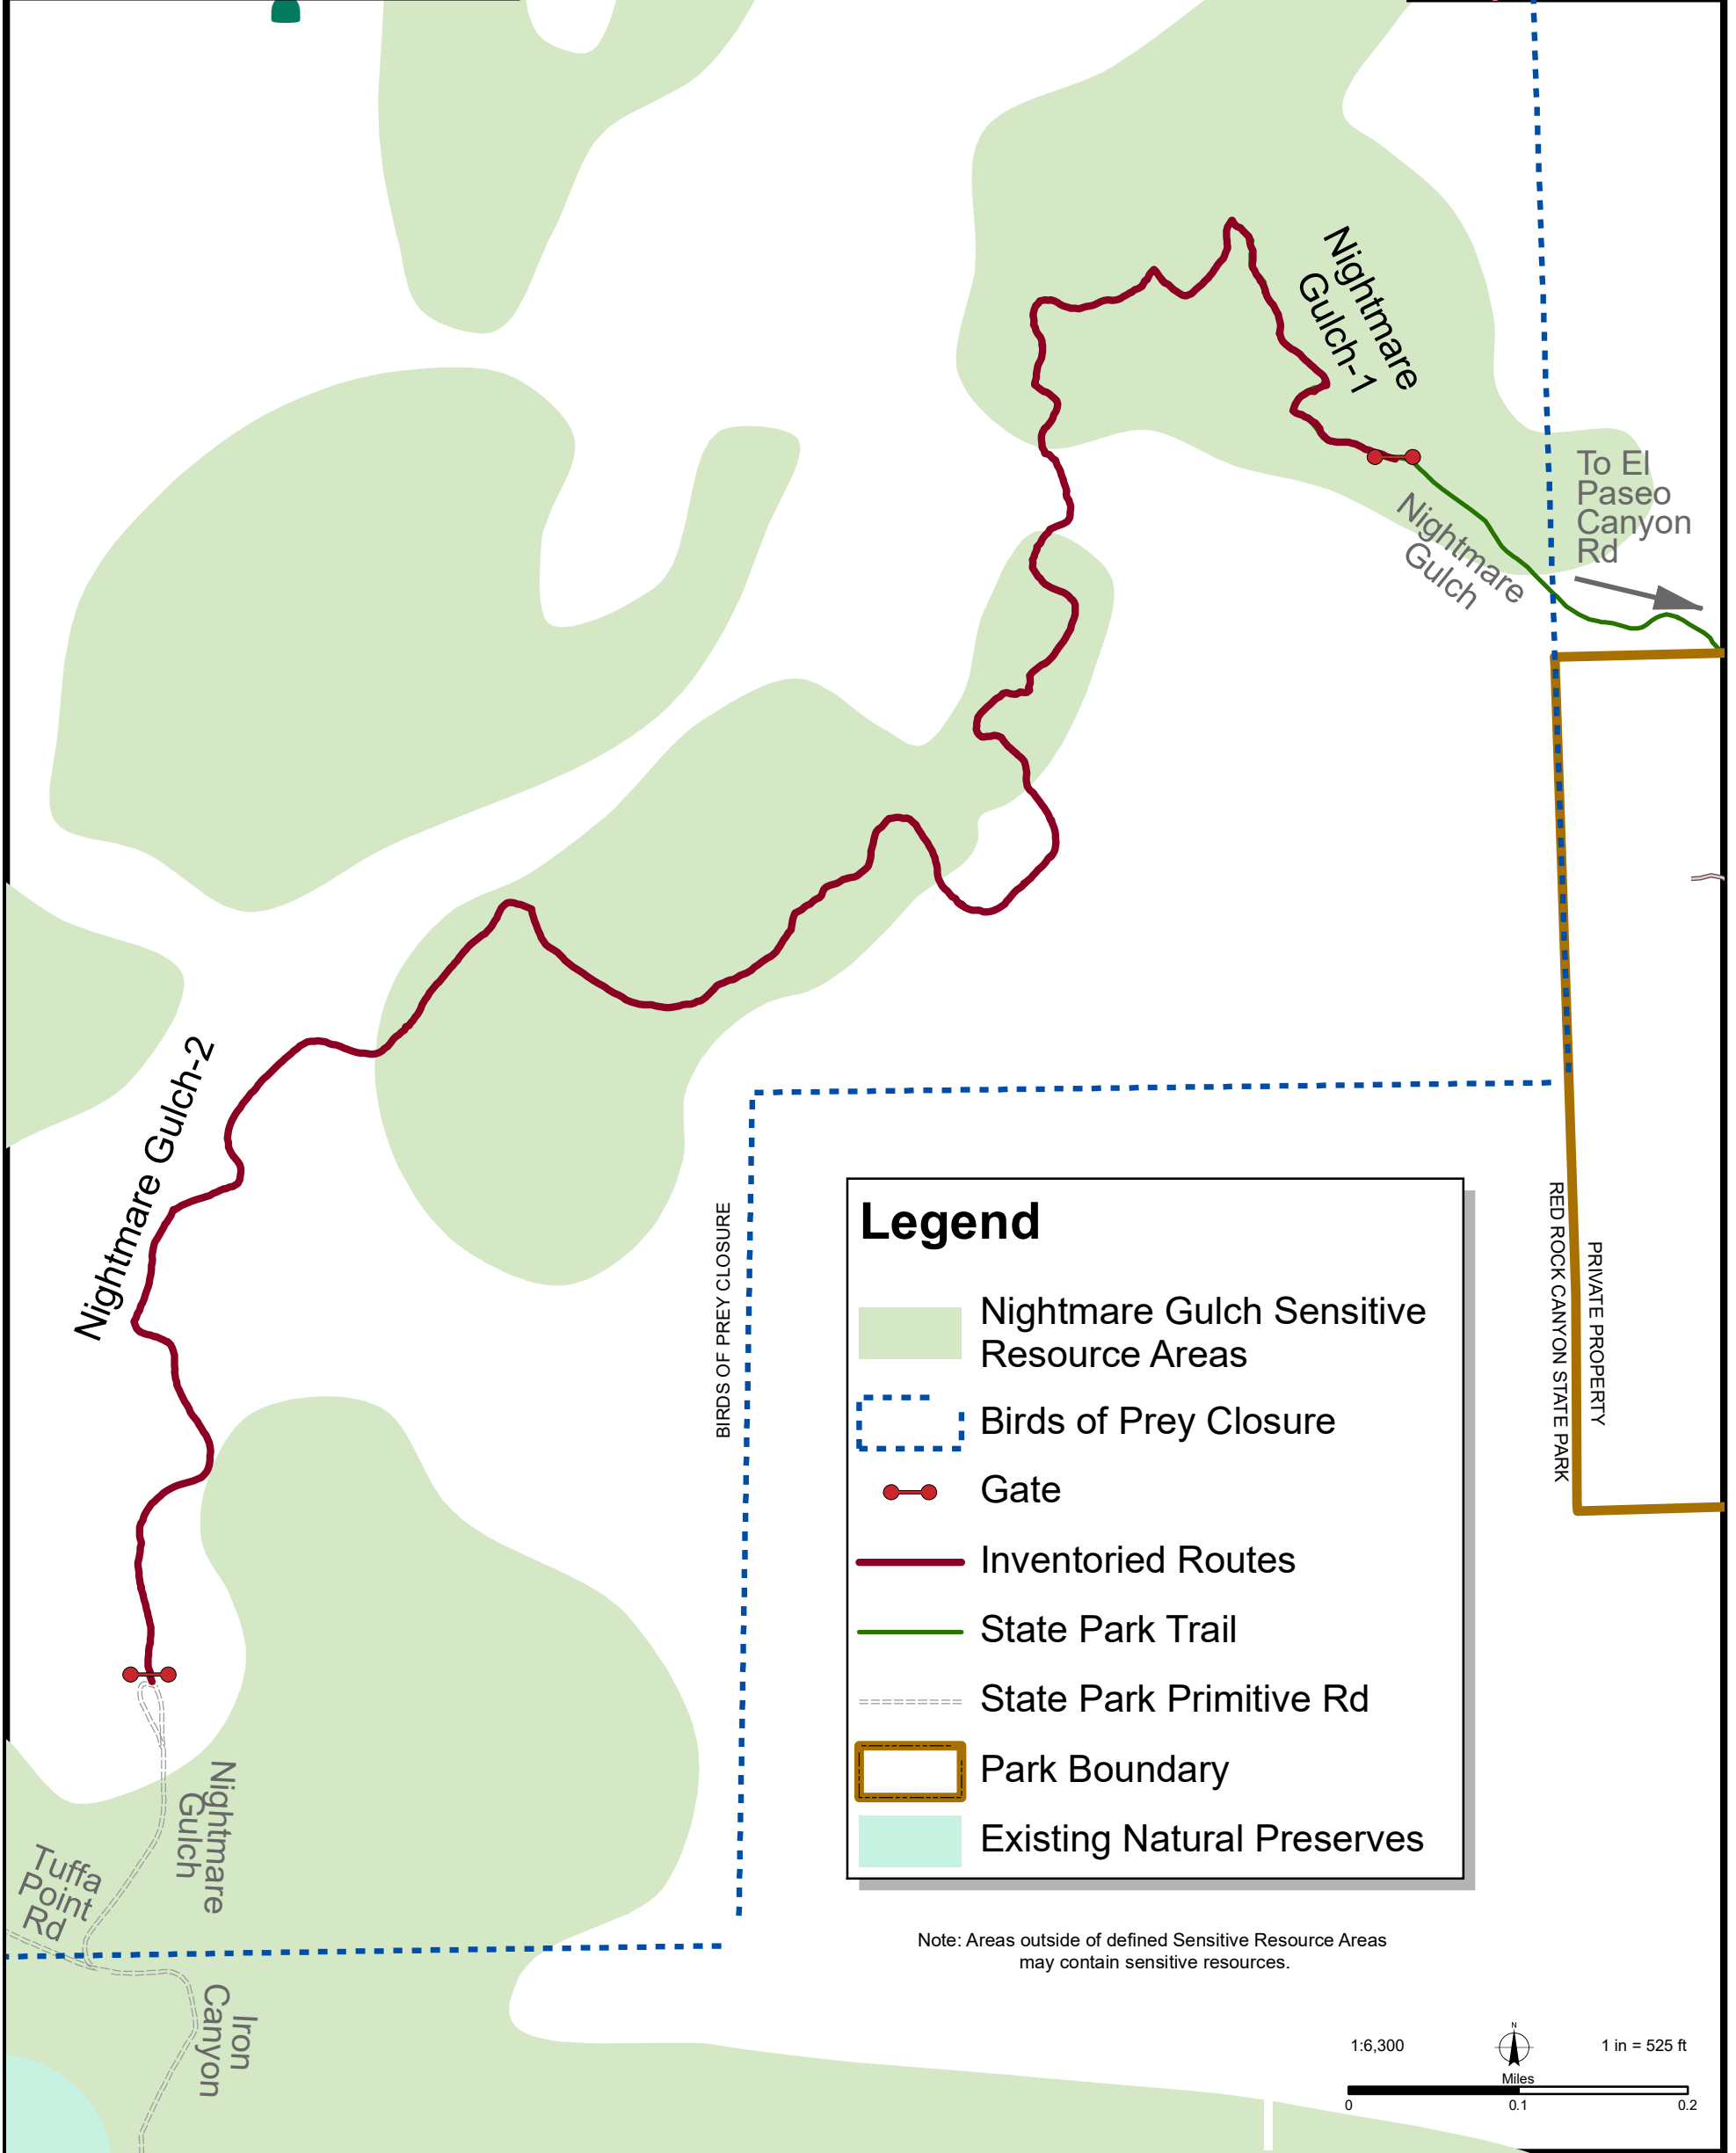 Nightmare
Gulch-1
To El
Paseo
Canyon
Rd
Nightmare
Gulch
Nightmare Gulch-2
BIRDS OF PREY CLOSURE
RED ROCK CANYON STATE PARK
PRIVATE PROPERTY
Legend
Nightmare Gulch Sensitive
Resource Areas
Birds of Prey Closure
Gate
Inventoried Routes
State Park Trail
State Park Primitive Rd
Park Boundary
Existing Natural Preserves
Nightmare
Gulch
Tuffa
Point
Rd
Iron
Canyon
Note: Areas outside of defined Sensitive Resource Areas
may contain sensitive resources.
1:6,300
N
1 in = 525 ft
Miles
0 0.1 0.2